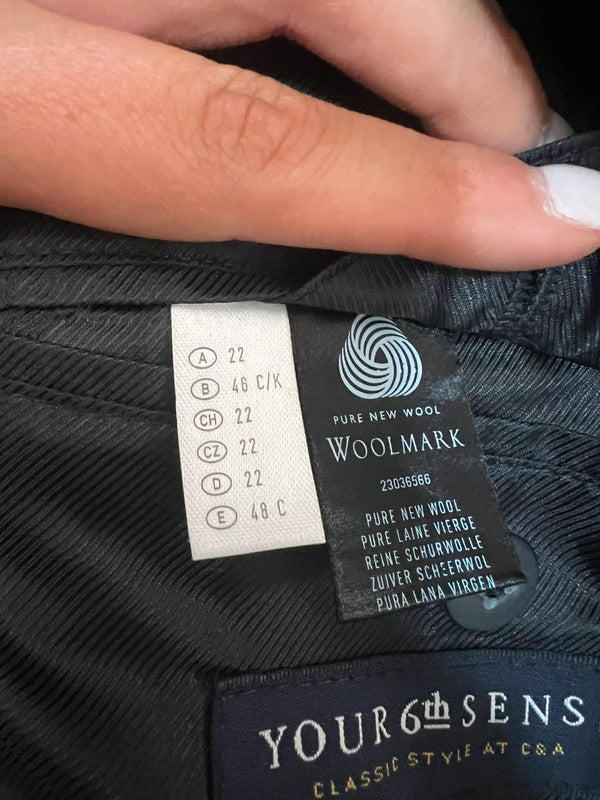 A 22
B 46 C/K
CH 22
CZ 22
D 22
E 48 C
PURE NEW WOOL
WOOLMARK
23036566
PURE NEW WOOL
PURE LAINE VIERGE
REINE SCHURWOLLE
ZUIVER SCHEERWOL
PURA LANA VIRGEN
YOUR 6th SENS
CLASSIC STYLE AT C&A